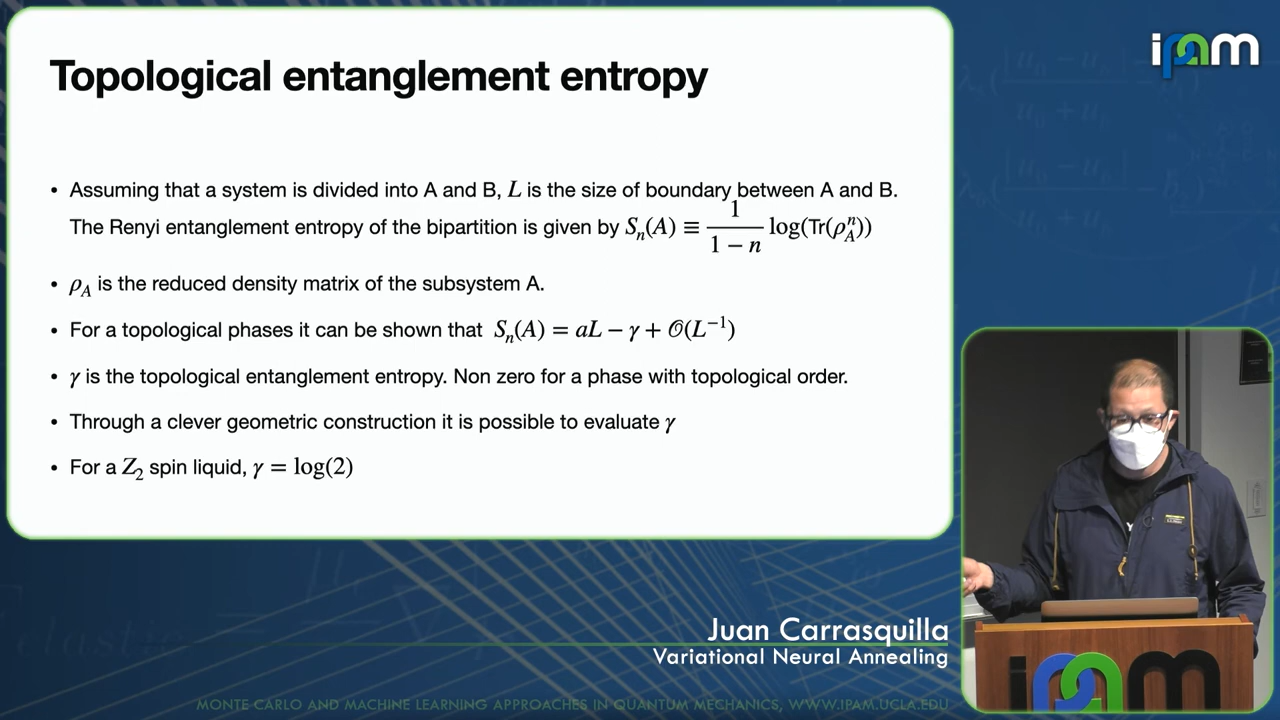 Topological entanglement entropy
ipam
• Assuming that a system is divided into A and B, L is the size of boundary between A and B.
The Renyi entanglement entropy of the bipartition is given by Sₙ(A) ≡ 1/(1 − n) log(Tr(ρ_A^n))
• ρ_A is the reduced density matrix of the subsystem A.
• For a topological phases it can be shown that Sₙ(A) = aL − γ + 𝒪(L⁻¹)
• γ is the topological entanglement entropy. Non zero for a phase with topological order.
• Through a clever geometric construction it is possible to evaluate γ
• For a Z₂ spin liquid, γ = log(2)
Juan Carrasquilla
Variational Neural Annealing
ipam
MONTE CARLO AND MACHINE LEARNING APPROACHES IN QUANTUM MECHANICS, WWW.IPAM.UCLA.EDU